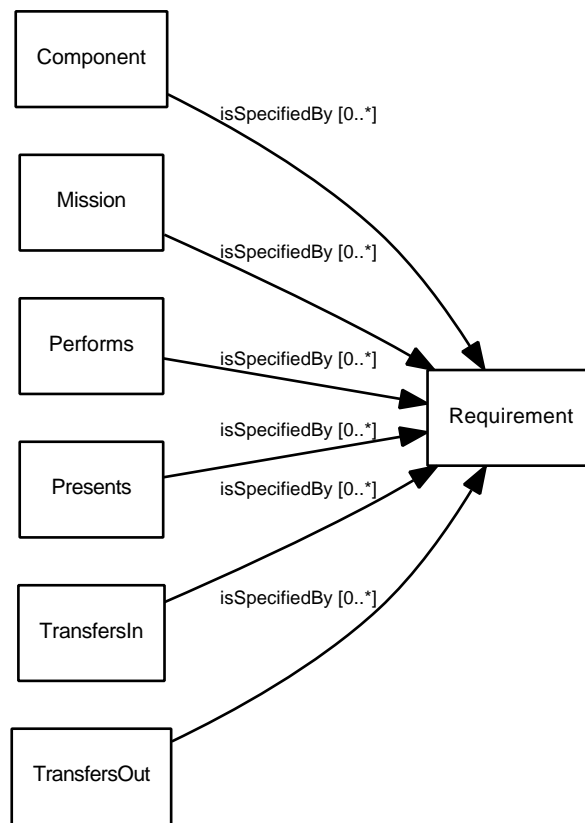 Component
isSpecifiedBy [0..*]
Mission
isSpecifiedBy [0..*]
Performs
isSpecifiedBy [0..*]
Requirement
isSpecifiedBy [0..*]
Presents
isSpecifiedBy [0..*]
TransfersIn
isSpecifiedBy [0..*]
TransfersOut